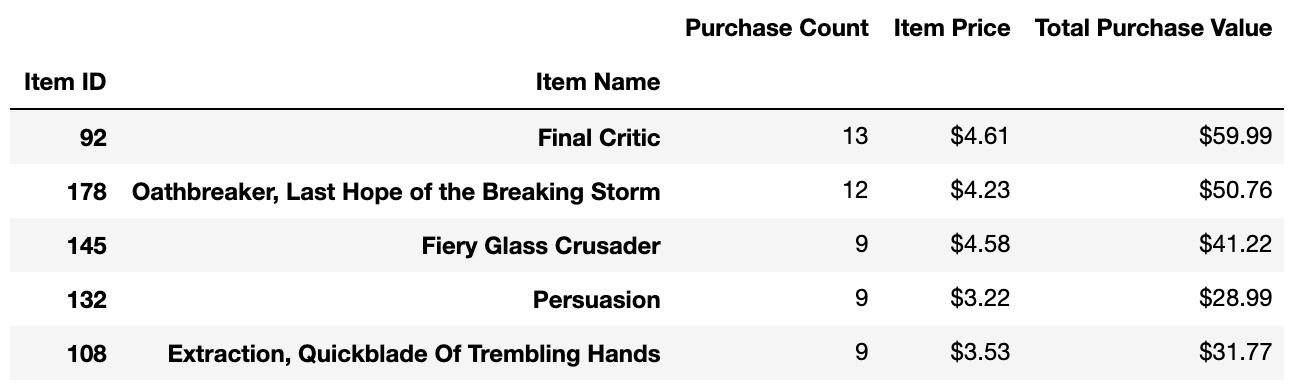 Purchase Count Item Price Total Purchase Value
Item ID Item Name
92 Final Critic 13 $4.61 $59.99
178 Oathbreaker, Last Hope of the Breaking Storm 12 $4.23 $50.76
145 Fiery Glass Crusader 9 $4.58 $41.22
132 Persuasion 9 $3.22 $28.99
108 Extraction, Quickblade Of Trembling Hands 9 $3.53 $31.77